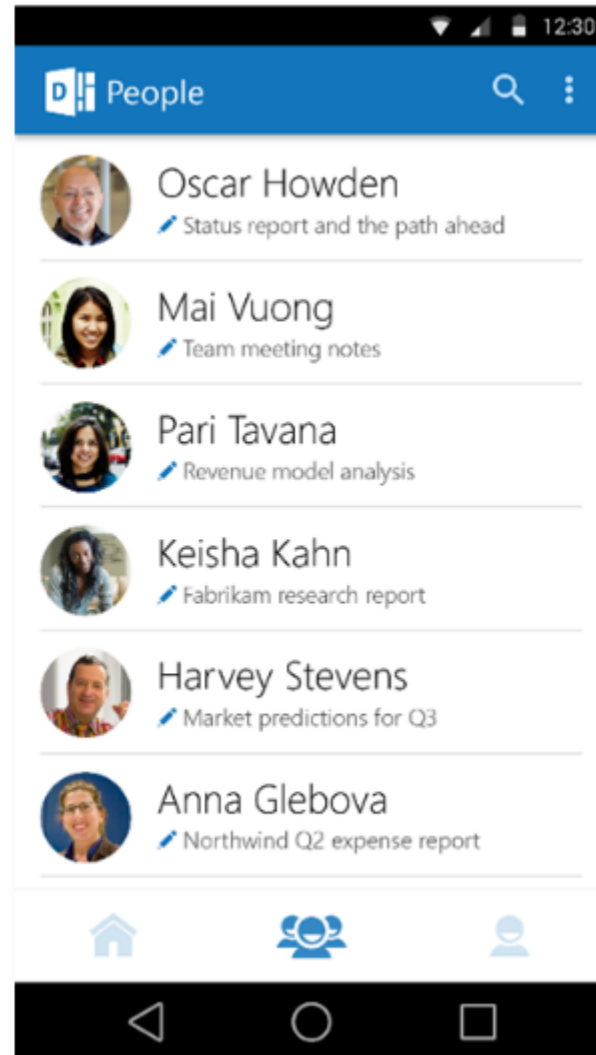 12:30
D People
Oscar Howden
Status report and the path ahead
Mai Vuong
Team meeting notes
Pari Tavana
Revenue model analysis
Keisha Kahn
Fabrikam research report
Harvey Stevens
Market predictions for Q3
Anna Glebova
Northwind Q2 expense report